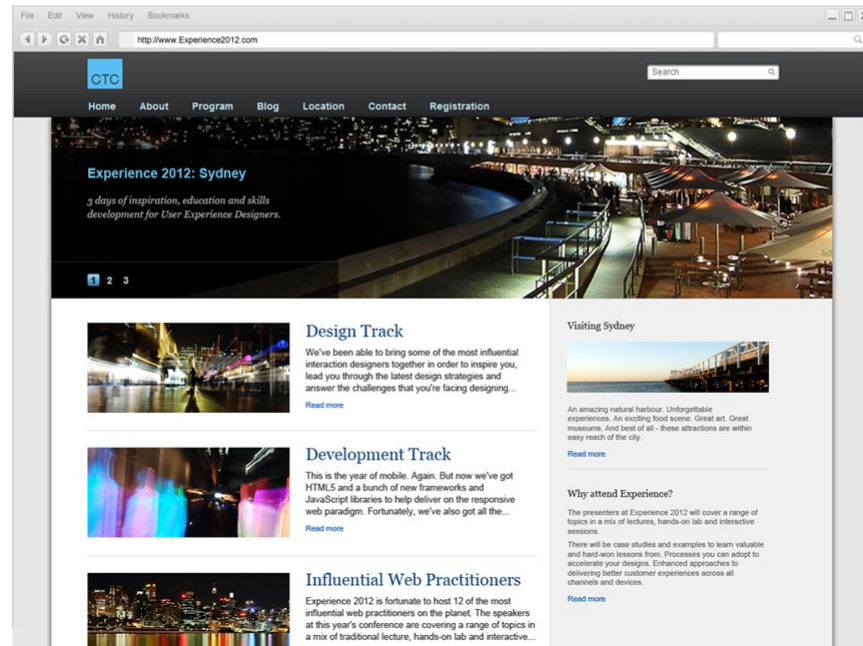 File Edit View History Bookmarks
http://www.Experience2012.com
CTC
Search
Home About Program Blog Location Contact Registration
Experience 2012: Sydney
3 days of inspiration, education and skills
development for User Experience Designers.
1 2 3
Design Track
We've been able to bring some of the most influential
interaction designers together in order to inspire you,
lead you through the latest design strategies and
answer the challenges that you're facing designing...
Read more
Development Track
This is the year of mobile. Again. But now we've got
HTML5 and a bunch of new frameworks and
JavaScript libraries to help deliver on the responsive
web paradigm. Fortunately, we've also got all the...
Read more
Influential Web Practitioners
Experience 2012 is fortunate to host 12 of the most
influential web practitioners on the planet. The speakers
at this year's conference are covering a range of topics in
a mix of traditional lecture, hands-on lab and interactive...
Visiting Sydney
An amazing natural harbour. Unforgettable
experiences. An exciting food scene. Great art. Great
museums. And best of all - these attractions are within
easy reach of the city.
Read more
Why attend Experience?
The presenters at Experience 2012 will cover a range of
topics in a mix of lectures, hands-on lab and interactive
sessions.
There will be case studies and examples to learn valuable
and hard-won lessons from. Processes you can adopt to
accelerate your designs. Enhanced approaches to
delivering better customer experiences across all
channels and devices.
Read more